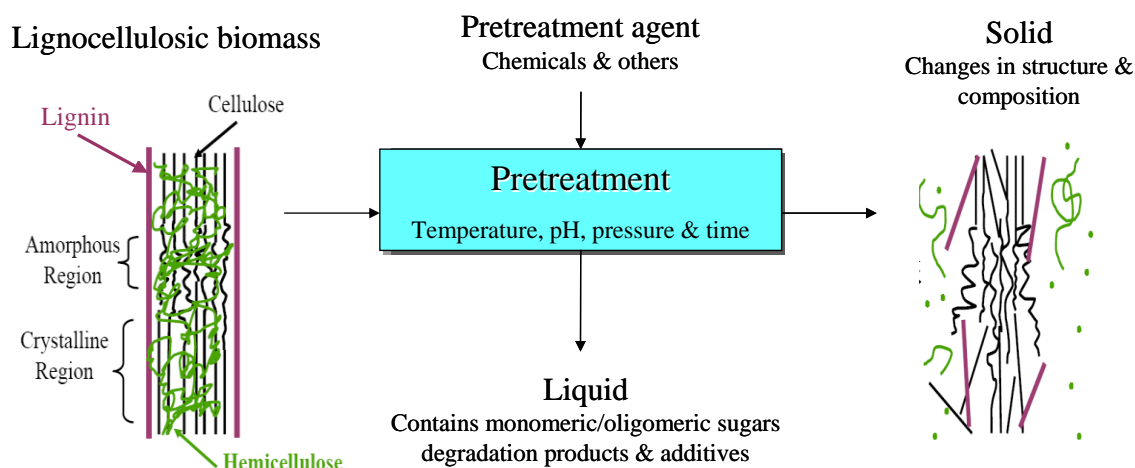 Lignocellulosic biomass
Lignin
Cellulose
Amorphous
Region
Crystalline
Region
Hemicellulose
Pretreatment agent
Chemicals & others
Pretreatment
Temperature, pH, pressure & time
Liquid
Contains monomeric/oligomeric sugars
degradation products & additives
Solid
Changes in structure &
composition